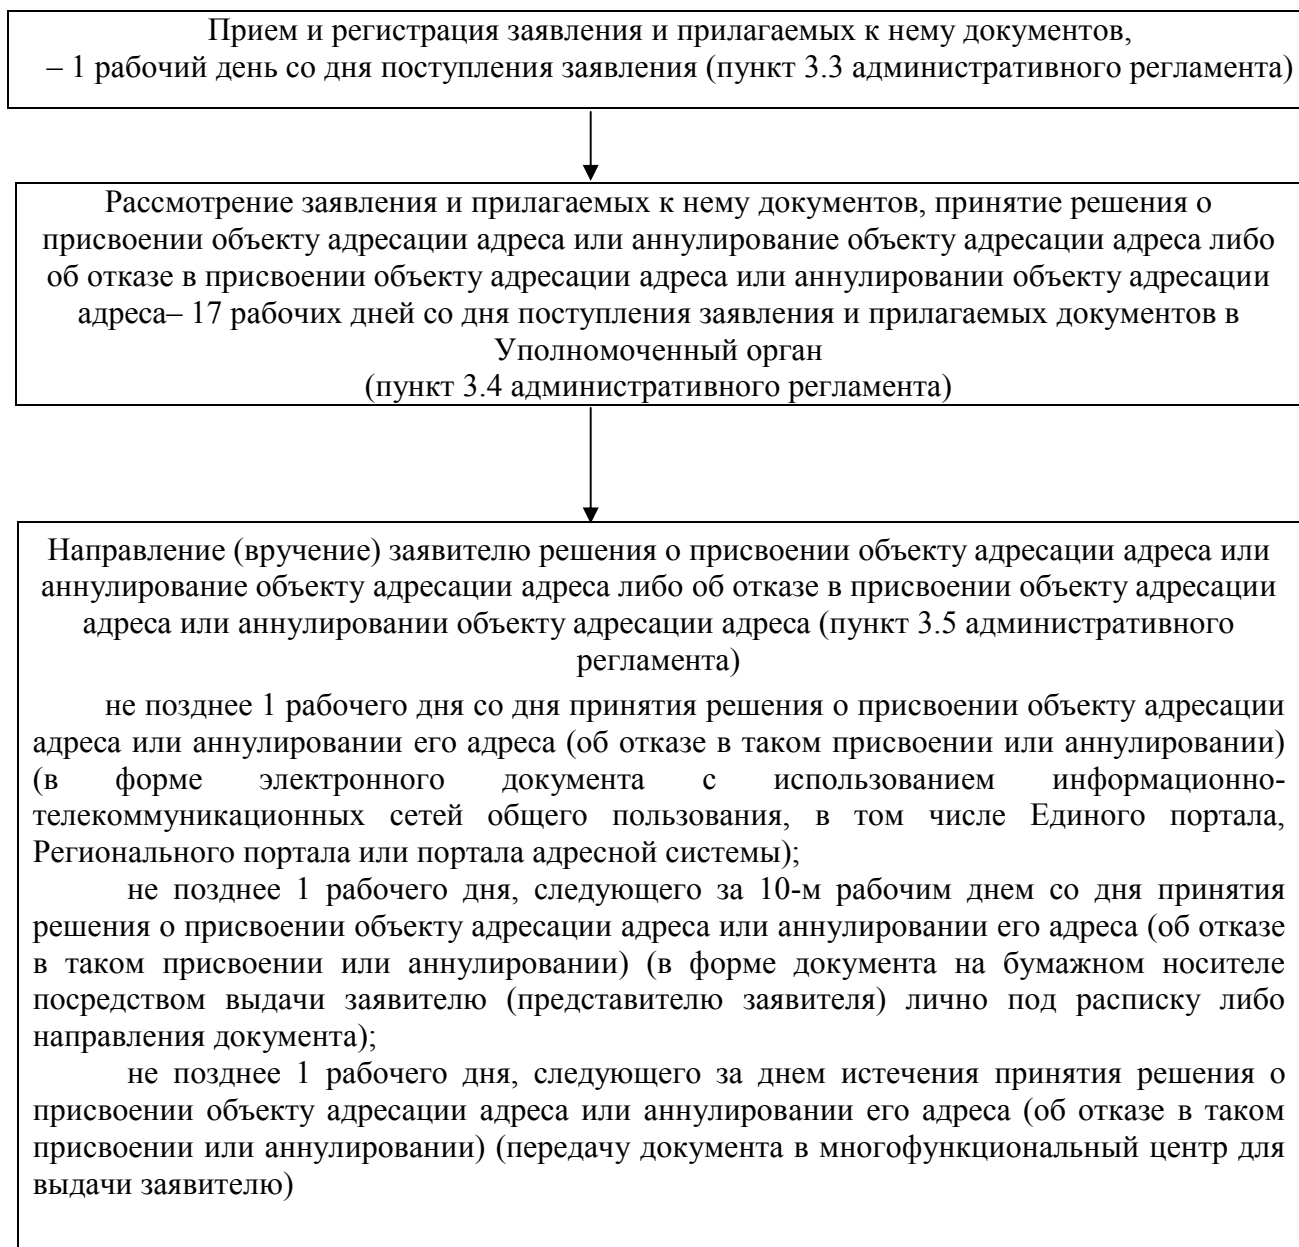 Прием и регистрация заявления и прилагаемых к нему документов,
– 1 рабочий день со дня поступления заявления (пункт 3.3 административного регламента)
Рассмотрение заявления и прилагаемых к нему документов, принятие решения о
присвоении объекту адресации адреса или аннулирование объекту адресации адреса либо
об отказе в присвоении объекту адресации адреса или аннулировании объекту адресации
адреса– 17 рабочих дней со дня поступления заявления и прилагаемых документов в
Уполномоченный орган
(пункт 3.4 административного регламента)
Направление (вручение) заявителю решения о присвоении объекту адресации адреса или
аннулирование объекту адресации адреса либо об отказе в присвоении объекту адресации
адреса или аннулировании объекту адресации адреса (пункт 3.5 административного
регламента)
не позднее 1 рабочего дня со дня принятия решения о присвоении объекту адресации
адреса или аннулировании его адреса (об отказе в таком присвоении или аннулировании)
(в форме электронного документа с использованием информационно-
телекоммуникационных сетей общего пользования, в том числе Единого портала,
Регионального портала или портала адресной системы);
не позднее 1 рабочего дня, следующего за 10-м рабочим днем со дня принятия
решения о присвоении объекту адресации адреса или аннулировании его адреса (об отказе
в таком присвоении или аннулировании) (в форме документа на бумажном носителе
посредством выдачи заявителю (представителю заявителя) лично под расписку либо
направления документа);
не позднее 1 рабочего дня, следующего за днем истечения принятия решения о
присвоении объекту адресации адреса или аннулировании его адреса (об отказе в таком
присвоении или аннулировании) (передачу документа в многофункциональный центр для
выдачи заявителю)